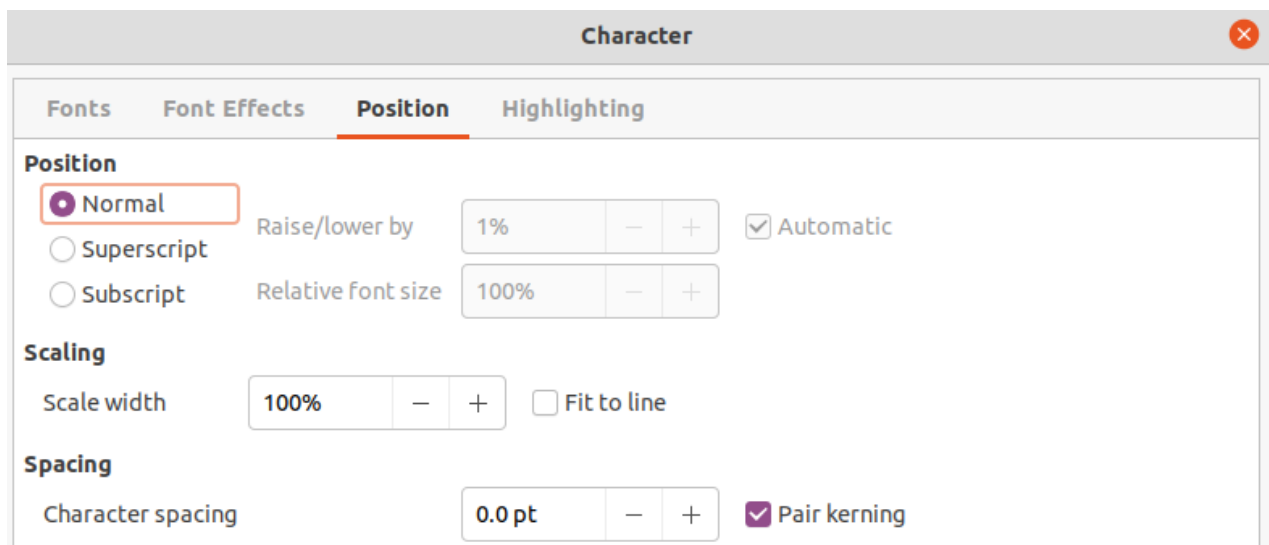 Character
Fonts Font Effects Position Highlighting
Position
Normal
Superscript
Subscript
Raise/lower by 1% Automatic
Relative font size 100%
Scaling
Scale width 100% Fit to line
Spacing
Character spacing 0.0 pt Pair kerning